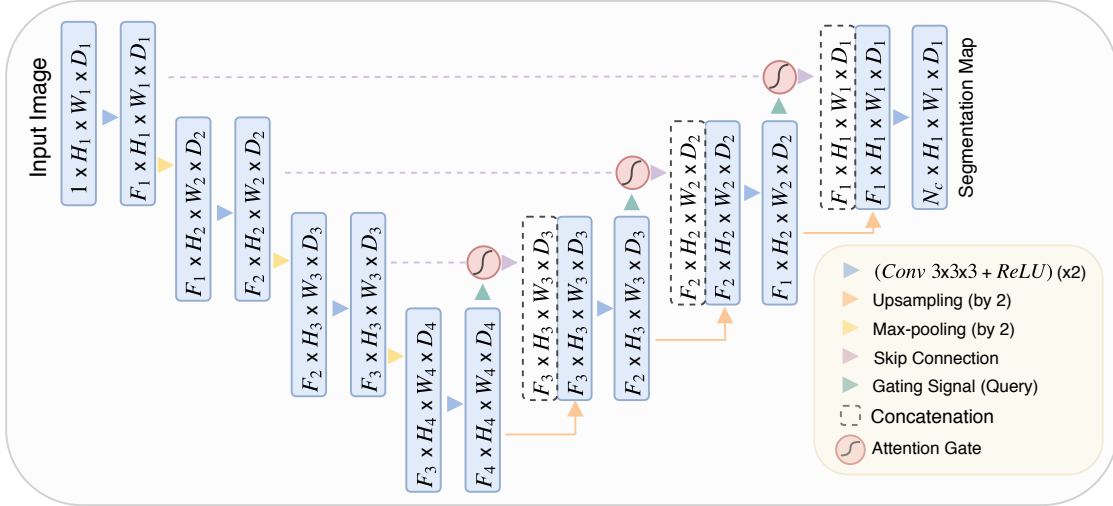 Input Image
1 x H₁ x W₁ x D₁
F₁ x H₁ x W₁ x D₁
F₁ x H₂ x W₂ x D₂
F₂ x H₂ x W₂ x D₂
F₂ x H₃ x W₃ x D₃
F₃ x H₃ x W₃ x D₃
F₃ x H₄ x W₄ x D₄
F₄ x H₄ x W₄ x D₄
F₃ x H₃ x W₃ x D₃
F₃ x H₃ x W₃ x D₃
F₂ x H₃ x W₃ x D₃
F₂ x H₂ x W₂ x D₂
F₂ x H₂ x W₂ x D₂
F₁ x H₂ x W₂ x D₂
F₁ x H₁ x W₁ x D₁
F₁ x H₁ x W₁ x D₁
N_c x H₁ x W₁ x D₁
Segmentation Map
(Conv 3x3x3 + ReLU) (x2)
Upsampling (by 2)
Max-pooling (by 2)
Skip Connection
Gating Signal (Query)
Concatenation
Attention Gate